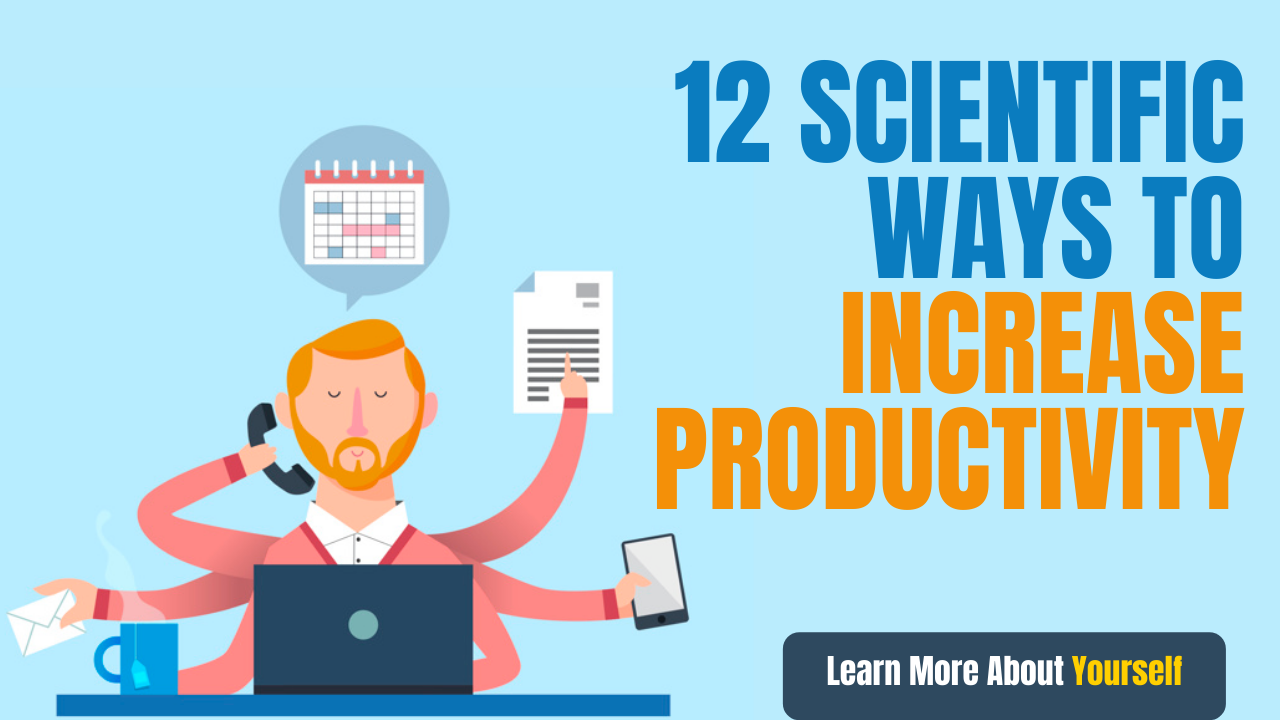 12 SCIENTIFIC
WAYS TO
INCREASE
PRODUCTIVITY
Learn More About Yourself